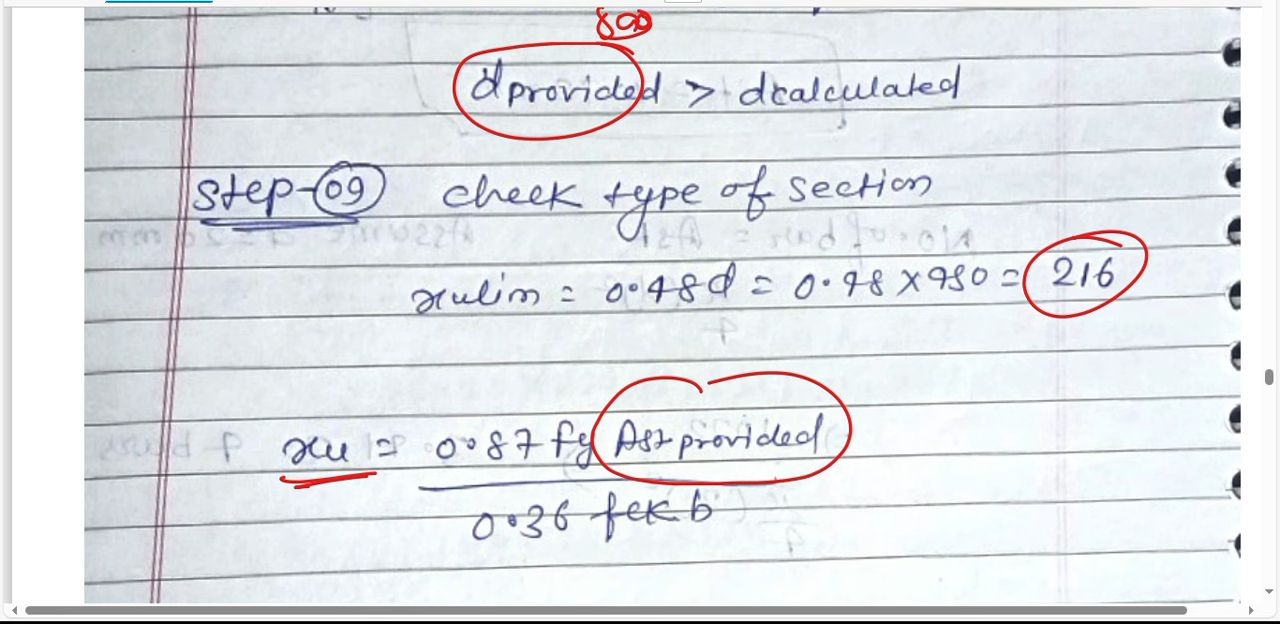 dprovided > dcalculated
Step-09 Check type of section
xulim = 0.48d = 0.48 × 450 = 216
xu = 0.87 fy Ast provided
0.36 fck b